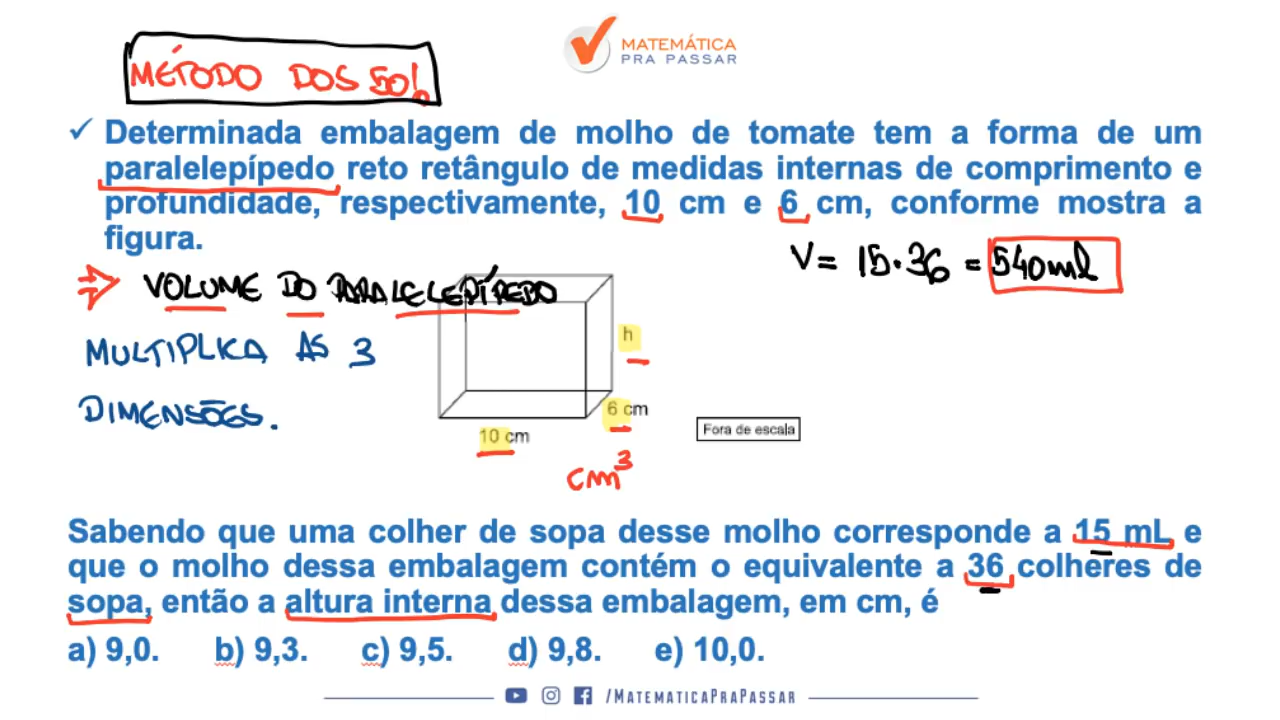 MATEMÁTICA
PRA PASSAR
MÉTODO DOS 50!
✓ Determinada embalagem de molho de tomate tem a forma de um
paralelepípedo reto retângulo de medidas internas de comprimento e
profundidade, respectivamente, 10 cm e 6 cm, conforme mostra a
figura.
V = 15.36 = 540ml
⇒ VOLUME DO PARALELEPÍPEDO
h
MULTIPLICA AS 3
DIMENSÕES.
6 cm
10 cm
Fora de escala
cm³
Sabendo que uma colher de sopa desse molho corresponde a 15 mL e
que o molho dessa embalagem contém o equivalente a 36 colheres de
sopa, então a altura interna dessa embalagem, em cm, é
a) 9,0. b) 9,3. c) 9,5. d) 9,8. e) 10,0.
/MATEMATICAPRAPASSAR